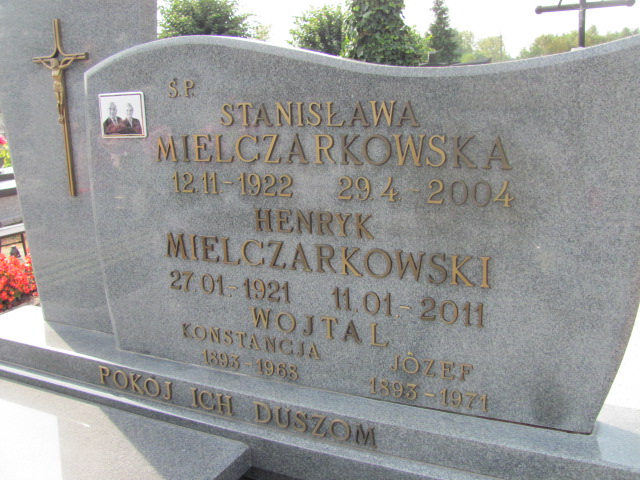 Ś.P.
STANISŁAWA
MIELCZARKOWSKA
12.11-1922 29.4-2004
HENRYK
MIELCZARKOWSKI
27.01.-1921 11.01.-2011
WOJTAL
KONSTANCJA JÓZEF
1893-1968 1893-1971
POKÓJ ICH DUSZOM